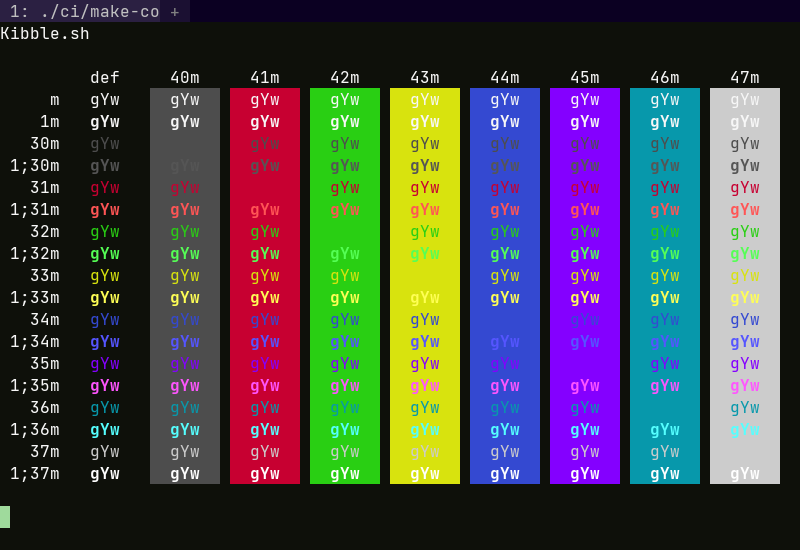 1: ./ci/make-co +
Kibble.sh
def 40m 41m 42m 43m 44m 45m 46m 47m
m gYw gYw gYw gYw gYw gYw gYw gYw gYw
1m gYw gYw gYw gYw gYw gYw gYw gYw gYw
30m gYw gYw gYw gYw gYw gYw gYw gYw
1;30m gYw gYw gYw gYw gYw gYw gYw gYw gYw
31m gYw gYw gYw gYw gYw gYw gYw gYw
1;31m gYw gYw gYw gYw gYw gYw gYw gYw gYw
32m gYw gYw gYw gYw gYw gYw gYw gYw
1;32m gYw gYw gYw gYw gYw gYw gYw gYw gYw
33m gYw gYw gYw gYw gYw gYw gYw gYw
1;33m gYw gYw gYw gYw gYw gYw gYw gYw gYw
34m gYw gYw gYw gYw gYw gYw gYw gYw
1;34m gYw gYw gYw gYw gYw gYw gYw gYw gYw
35m gYw gYw gYw gYw gYw gYw gYw gYw
1;35m gYw gYw gYw gYw gYw gYw gYw gYw gYw
36m gYw gYw gYw gYw gYw gYw gYw gYw
1;36m gYw gYw gYw gYw gYw gYw gYw gYw gYw
37m gYw gYw gYw gYw gYw gYw gYw gYw
1;37m gYw gYw gYw gYw gYw gYw gYw gYw gYw